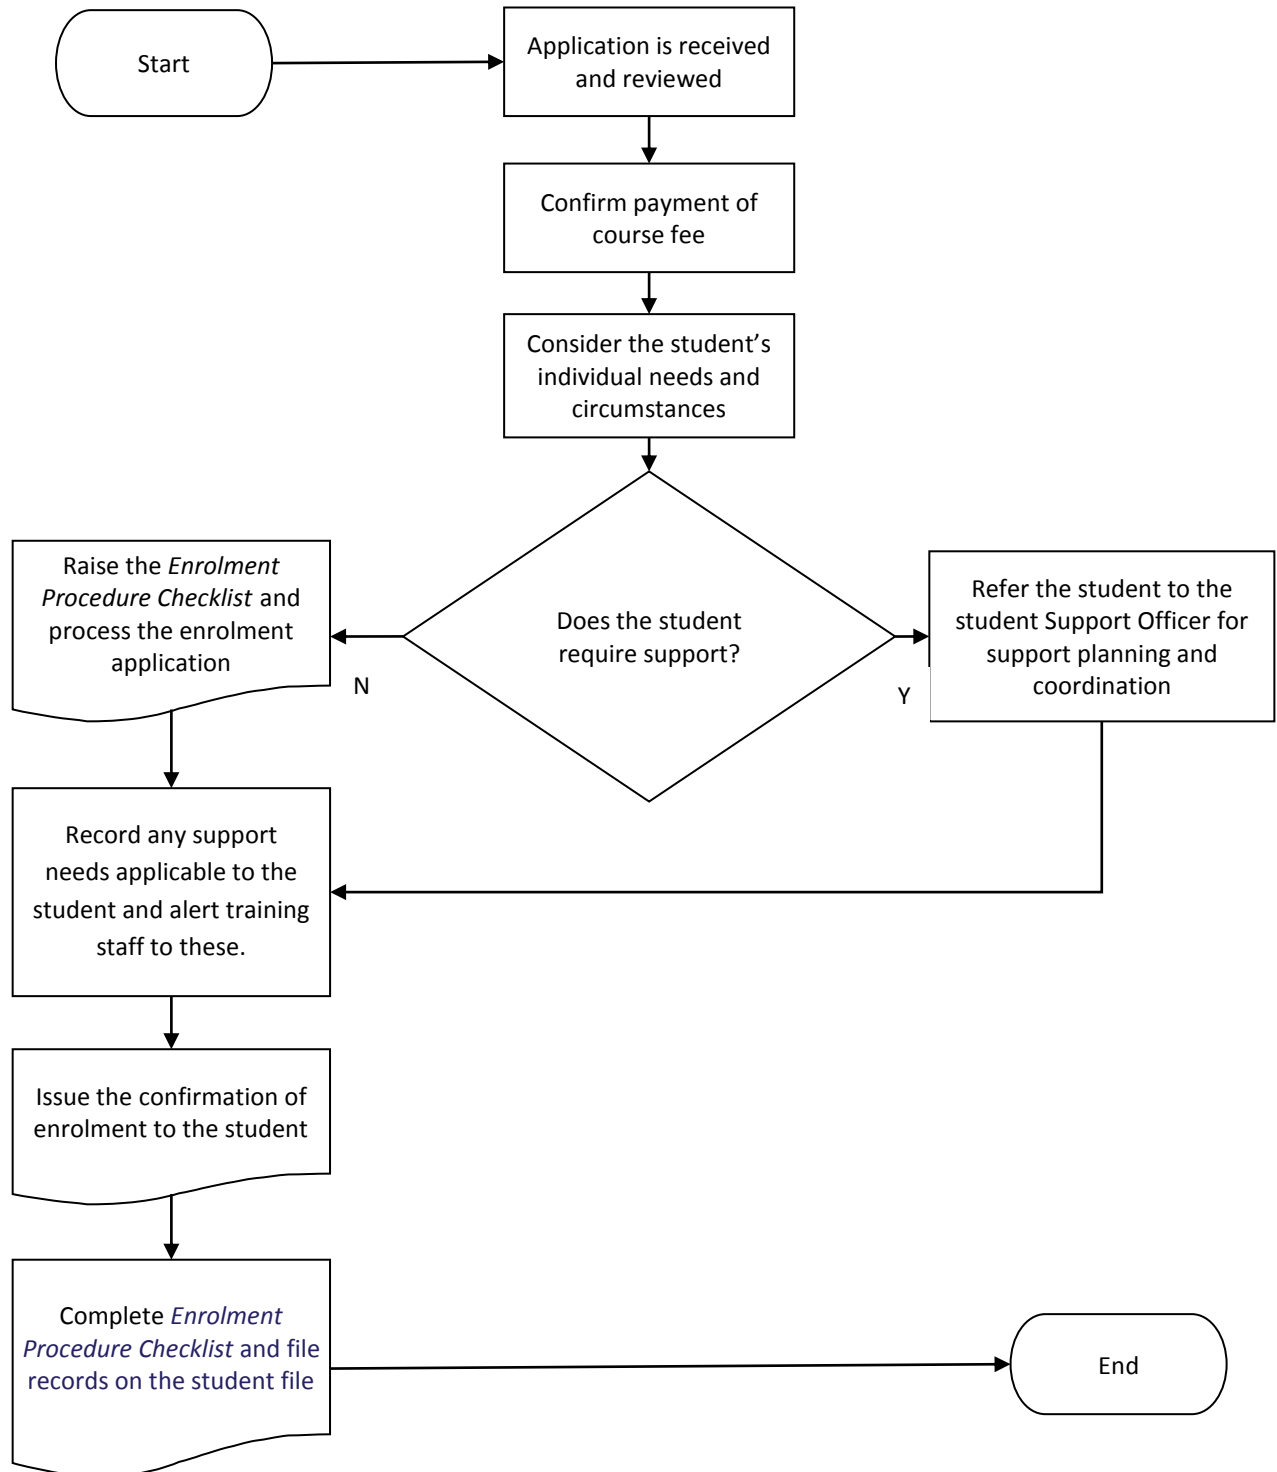 Start
Application is received
and reviewed
Confirm payment of
course fee
Consider the student’s
individual needs and
circumstances
Does the student
require support?
N
Y
Raise the Enrolment
Procedure Checklist and
process the enrolment
application
Refer the student to the
student Support Officer for
support planning and
coordination
Record any support
needs applicable to the
student and alert training
staff to these.
Issue the confirmation of
enrolment to the student
Complete Enrolment
Procedure Checklist and file
records on the student file
End